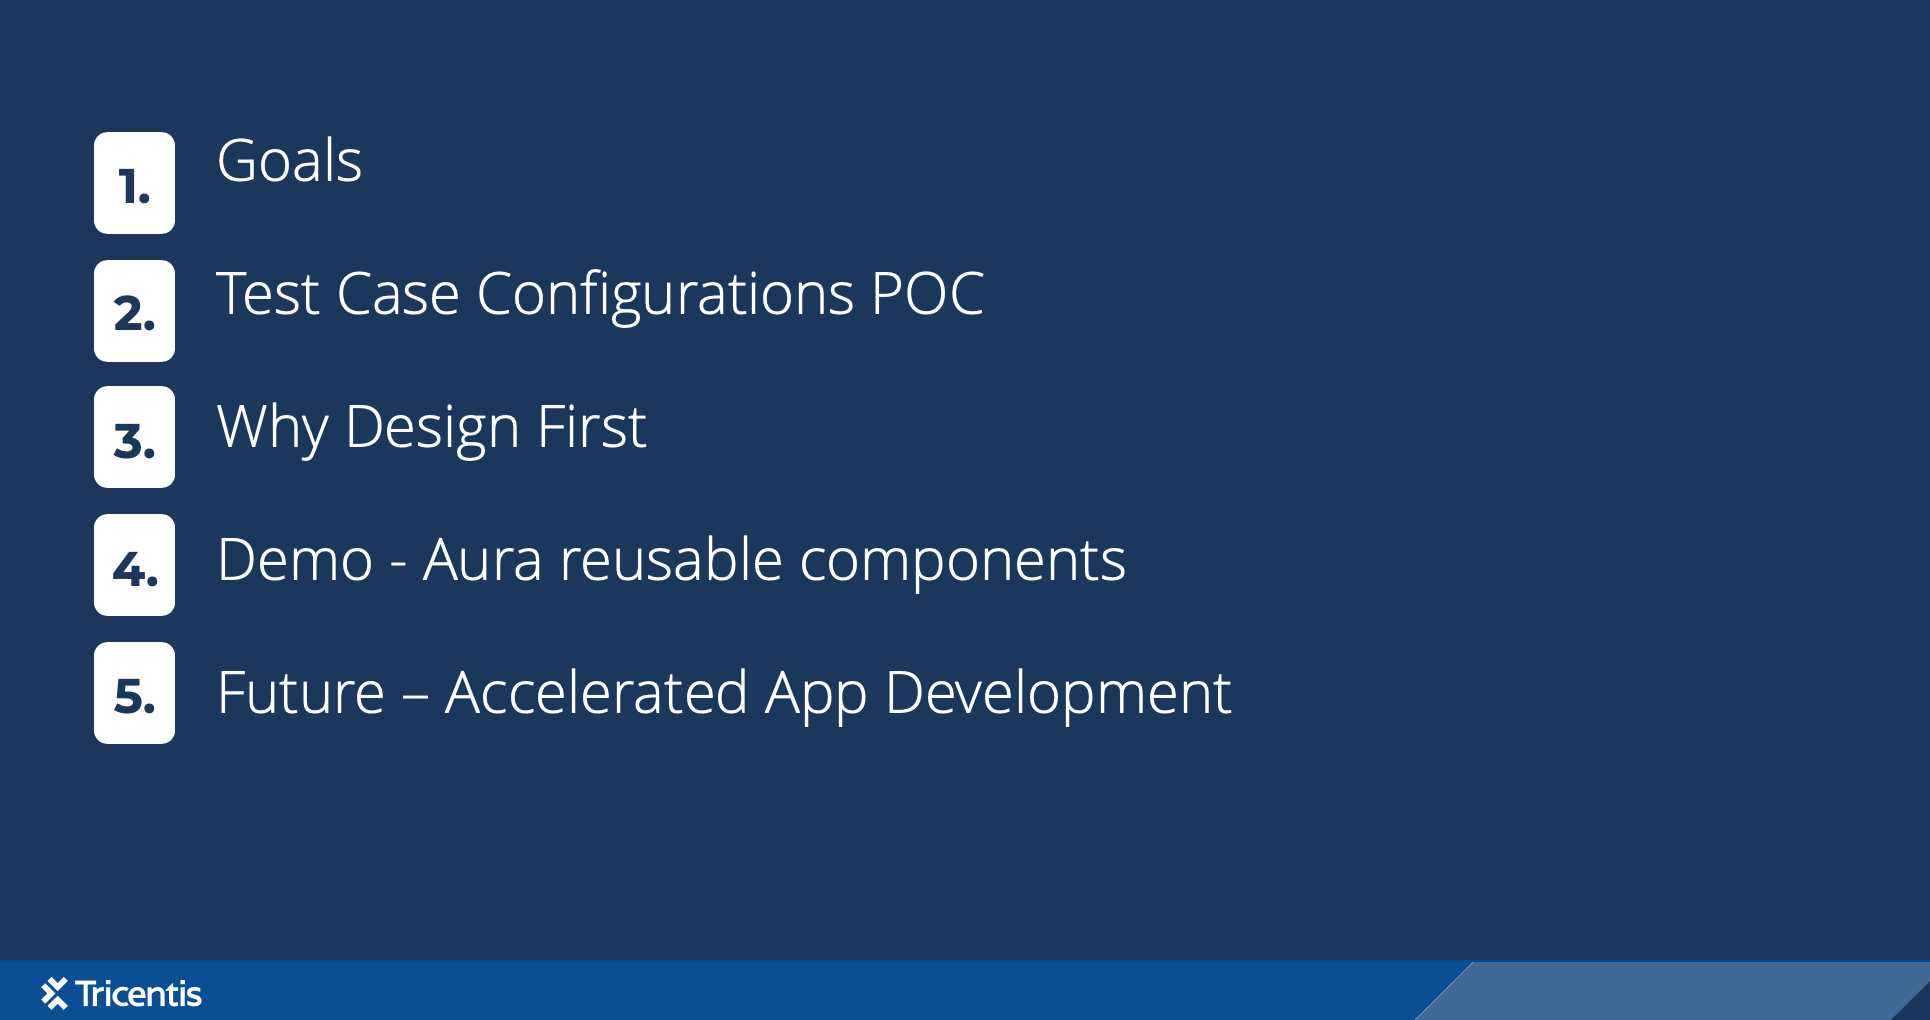 1. Goals
2. Test Case Configurations POC
3. Why Design First
4. Demo - Aura reusable components
5. Future – Accelerated App Development
Tricentis